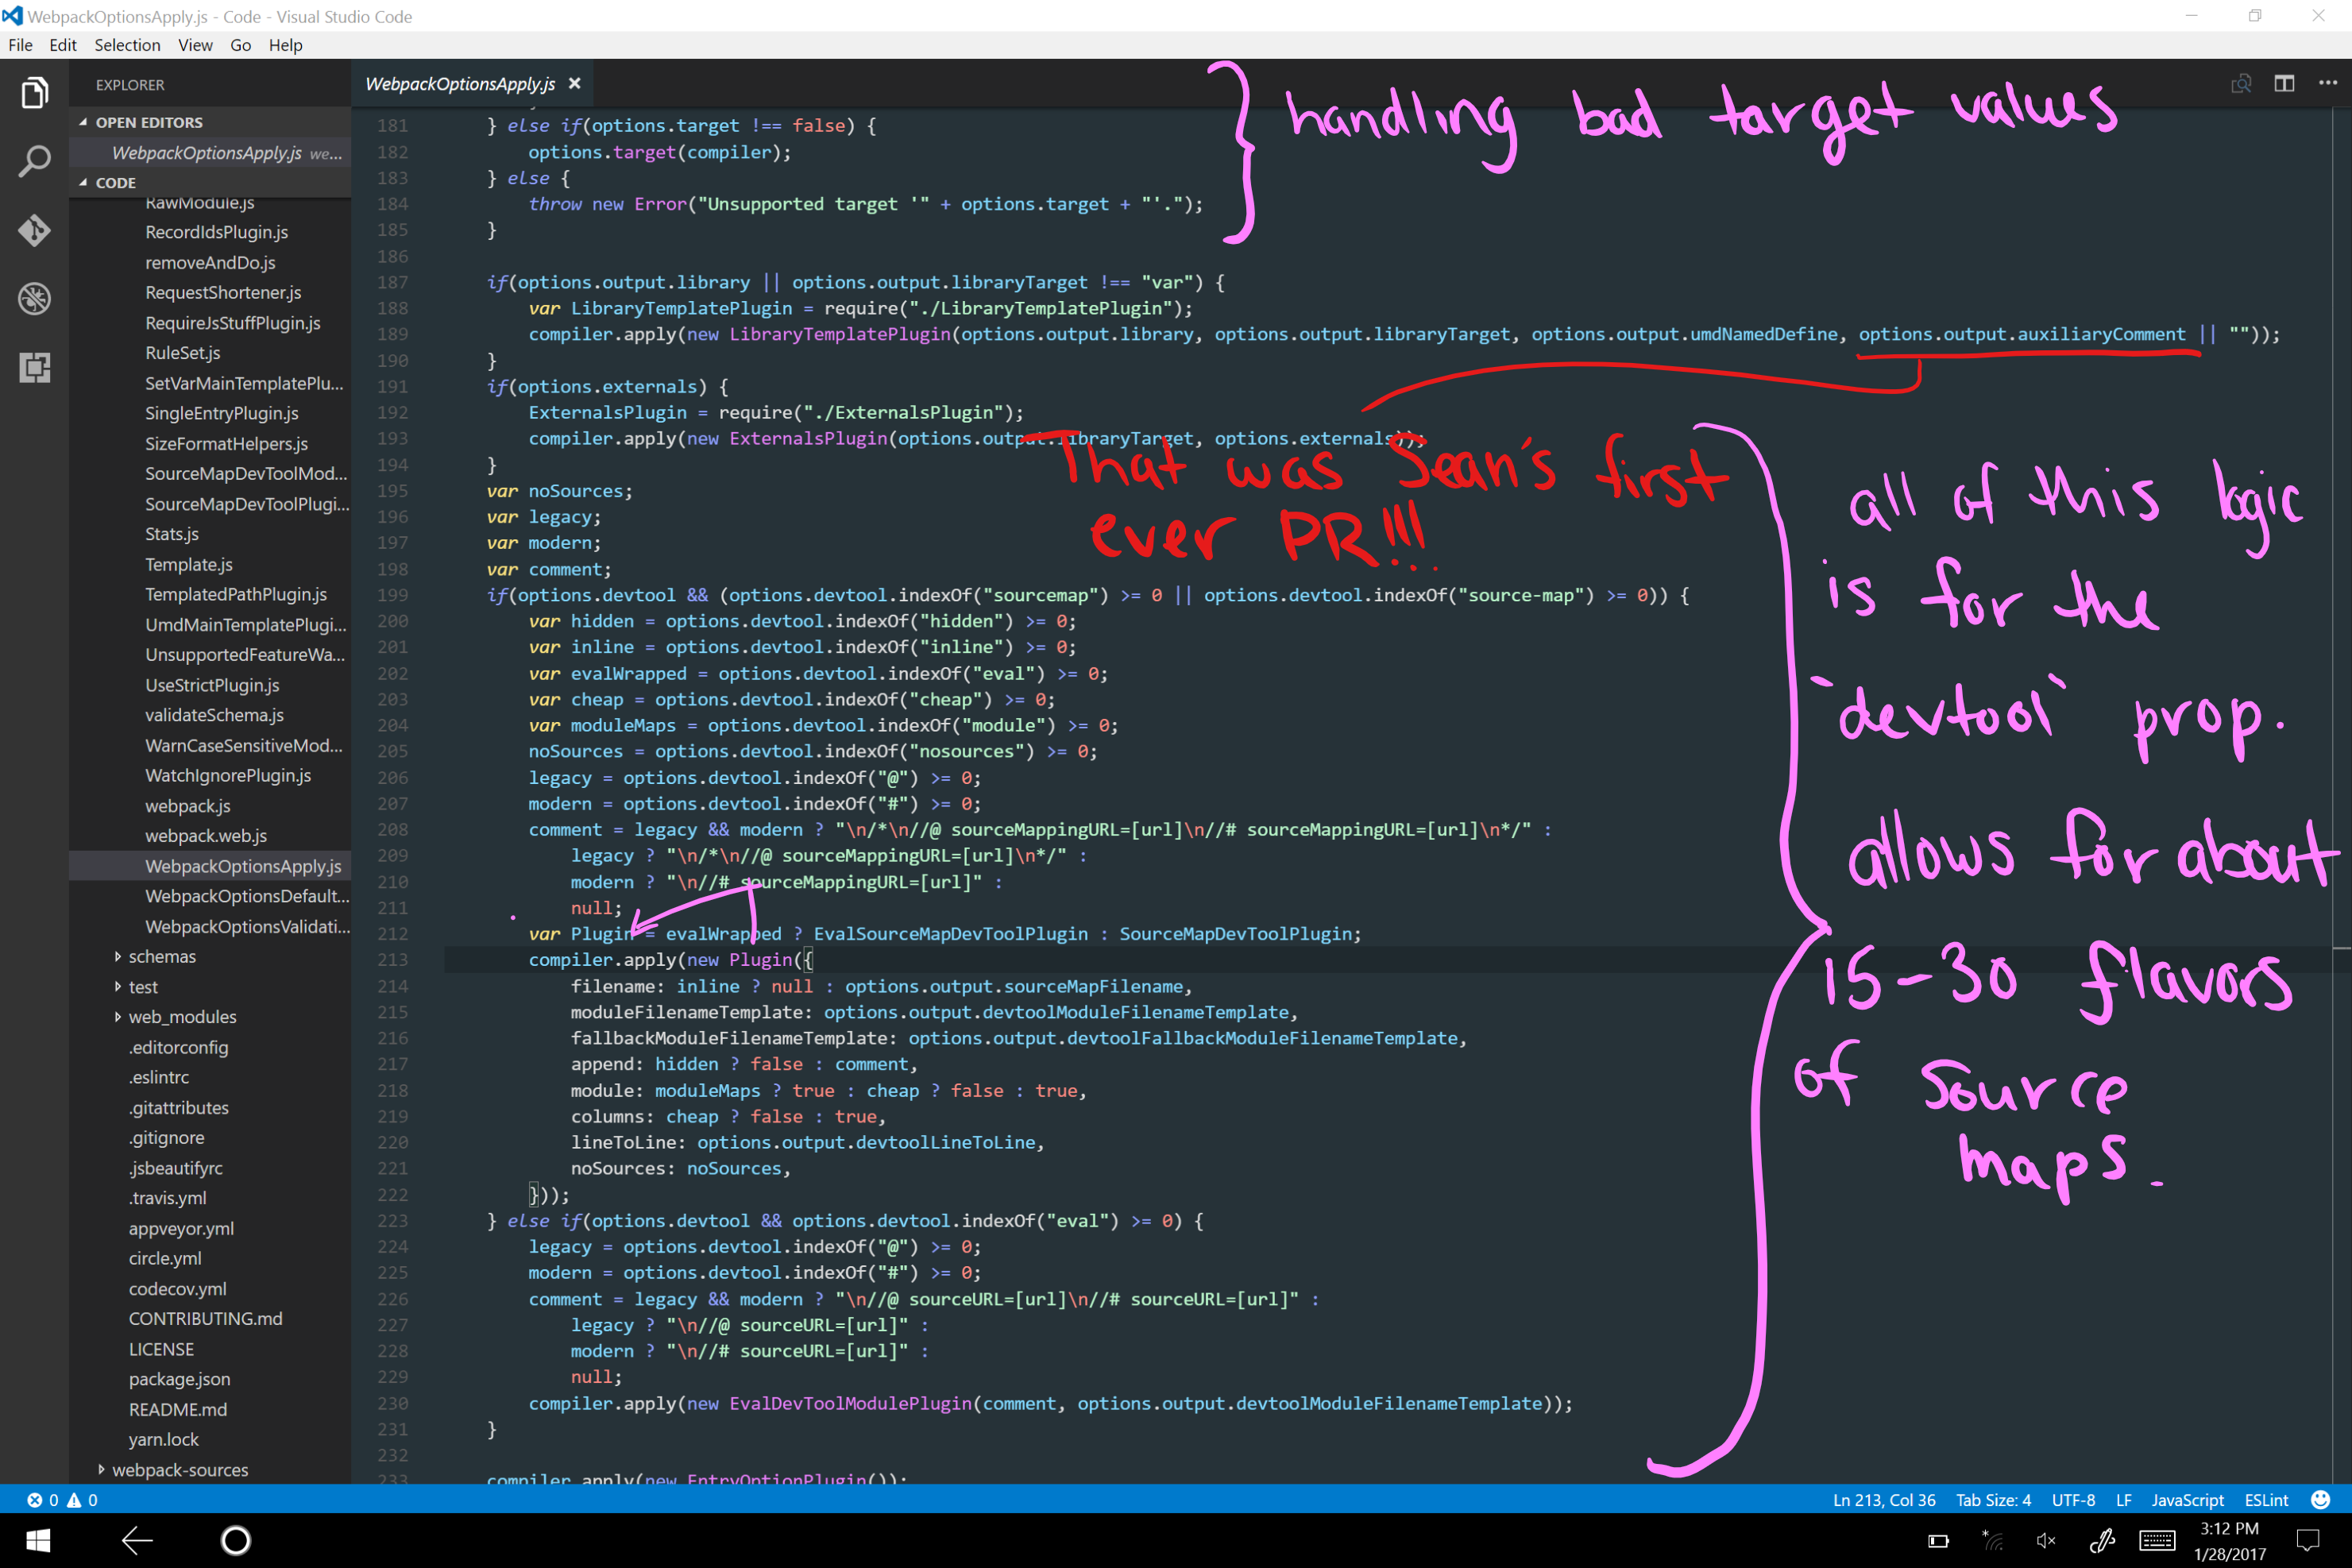 WebpackOptionsApply.js - Code - Visual Studio Code
File Edit Selection View Go Help
EXPLORER
OPEN EDITORS
WebpackOptionsApply.js we...
CODE
RawModule.js
RecordIdsPlugin.js
removeAndDo.js
RequestShortener.js
RequireJsStuffPlugin.js
RuleSet.js
SetVarMainTemplatePlu...
SingleEntryPlugin.js
SizeFormatHelpers.js
SourceMapDevToolMod...
SourceMapDevToolPlugi...
Stats.js
Template.js
TemplatedPathPlugin.js
UmdMainTemplatePlugi...
UnsupportedFeatureWa...
UseStrictPlugin.js
validateSchema.js
WarnCaseSensitiveMod...
WatchIgnorePlugin.js
webpack.js
webpack.web.js
WebpackOptionsApply.js
WebpackOptionsDefault...
WebpackOptionsValidati...
schemas
test
web_modules
.editorconfig
.eslintrc
.gitattributes
.gitignore
.jsbeautifyrc
.travis.yml
appveyor.yml
circle.yml
codecov.yml
CONTRIBUTING.md
LICENSE
package.json
README.md
yarn.lock
webpack-sources
WebpackOptionsApply.js
181 } else if(options.target !== false) {
182 options.target(compiler);
183 } else {
184 throw new Error("Unsupported target '" + options.target + "'.");
185 }
186
187 if(options.output.library || options.output.libraryTarget !== "var") {
188 var LibraryTemplatePlugin = require("./LibraryTemplatePlugin");
189 compiler.apply(new LibraryTemplatePlugin(options.output.library, options.output.libraryTarget, options.output.umdNamedDefine, options.output.auxiliaryComment || ""));
190 }
191 if(options.externals) {
192 ExternalsPlugin = require("./ExternalsPlugin");
193 compiler.apply(new ExternalsPlugin(options.output.libraryTarget, options.externals));
194 }
195 var noSources;
196 var legacy;
197 var modern;
198 var comment;
199 if(options.devtool && (options.devtool.indexOf("sourcemap") >= 0 || options.devtool.indexOf("source-map") >= 0)) {
200 var hidden = options.devtool.indexOf("hidden") >= 0;
201 var inline = options.devtool.indexOf("inline") >= 0;
202 var evalWrapped = options.devtool.indexOf("eval") >= 0;
203 var cheap = options.devtool.indexOf("cheap") >= 0;
204 var moduleMaps = options.devtool.indexOf("module") >= 0;
205 noSources = options.devtool.indexOf("nosources") >= 0;
206 legacy = options.devtool.indexOf("@") >= 0;
207 modern = options.devtool.indexOf("#") >= 0;
208 comment = legacy && modern ? "\n/*\n//@ sourceMappingURL=[url]\n//# sourceMappingURL=[url]\n*/" :
209 legacy ? "\n/*\n//@ sourceMappingURL=[url]\n*/" :
210 modern ? "\n//# sourceMappingURL=[url]" :
211 null;
212 var Plugin = evalWrapped ? EvalSourceMapDevToolPlugin : SourceMapDevToolPlugin;
213 compiler.apply(new Plugin({
214 filename: inline ? null : options.output.sourceMapFilename,
215 moduleFilenameTemplate: options.output.devtoolModuleFilenameTemplate,
216 fallbackModuleFilenameTemplate: options.output.devtoolFallbackModuleFilenameTemplate,
217 append: hidden ? false : comment,
218 module: moduleMaps ? true : cheap ? false : true,
219 columns: cheap ? false : true,
220 lineToLine: options.output.devtoolLineToLine,
221 noSources: noSources,
222 }));
223 } else if(options.devtool && options.devtool.indexOf("eval") >= 0) {
224 legacy = options.devtool.indexOf("@") >= 0;
225 modern = options.devtool.indexOf("#") >= 0;
226 comment = legacy && modern ? "\n//@ sourceURL=[url]\n//# sourceURL=[url]" :
227 legacy ? "\n//@ sourceURL=[url]" :
228 modern ? "\n//# sourceURL=[url]" :
229 null;
230 compiler.apply(new EvalDevToolModulePlugin(comment, options.output.devtoolModuleFilenameTemplate));
231 }
232
233 compiler.apply(new EntryOptionPlugin());
handling bad target values
That was Sean's first
ever PR!!!
all of this logic
is for the
`devtool` prop.
allows for about
15-30 flavors
of source
maps.
0 0
Ln 213, Col 36 Tab Size: 4 UTF-8 LF JavaScript ESLint
3:12 PM
1/28/2017